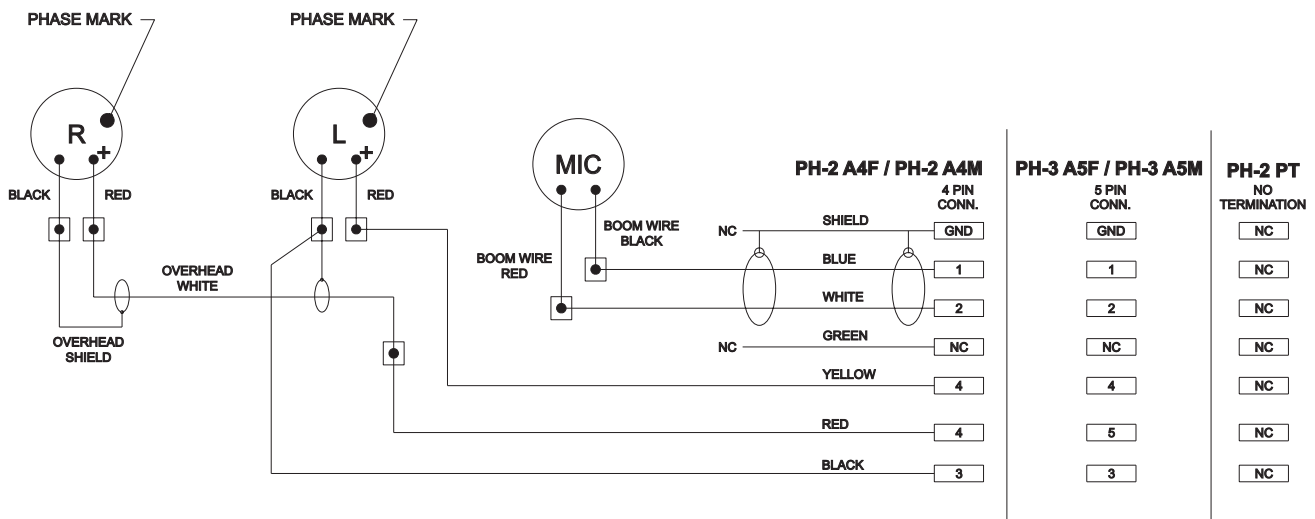 PHASE MARK
PHASE MARK
R
+
L
+
MIC
BLACK
RED
BLACK
RED
OVERHEAD
WHITE
OVERHEAD
SHIELD
BOOM WIRE
RED
BOOM WIRE
BLACK
PH-2 A4F / PH-2 A4M
PH-3 A5F / PH-3 A5M
PH-2 PT
4 PIN
CONN.
5 PIN
CONN.
NO
TERMINATION
NC SHIELD GND GND NC
BLUE 1 1 NC
WHITE 2 2 NC
NC GREEN NC NC NC
YELLOW 4 4 NC
RED 4 5 NC
BLACK 3 3 NC